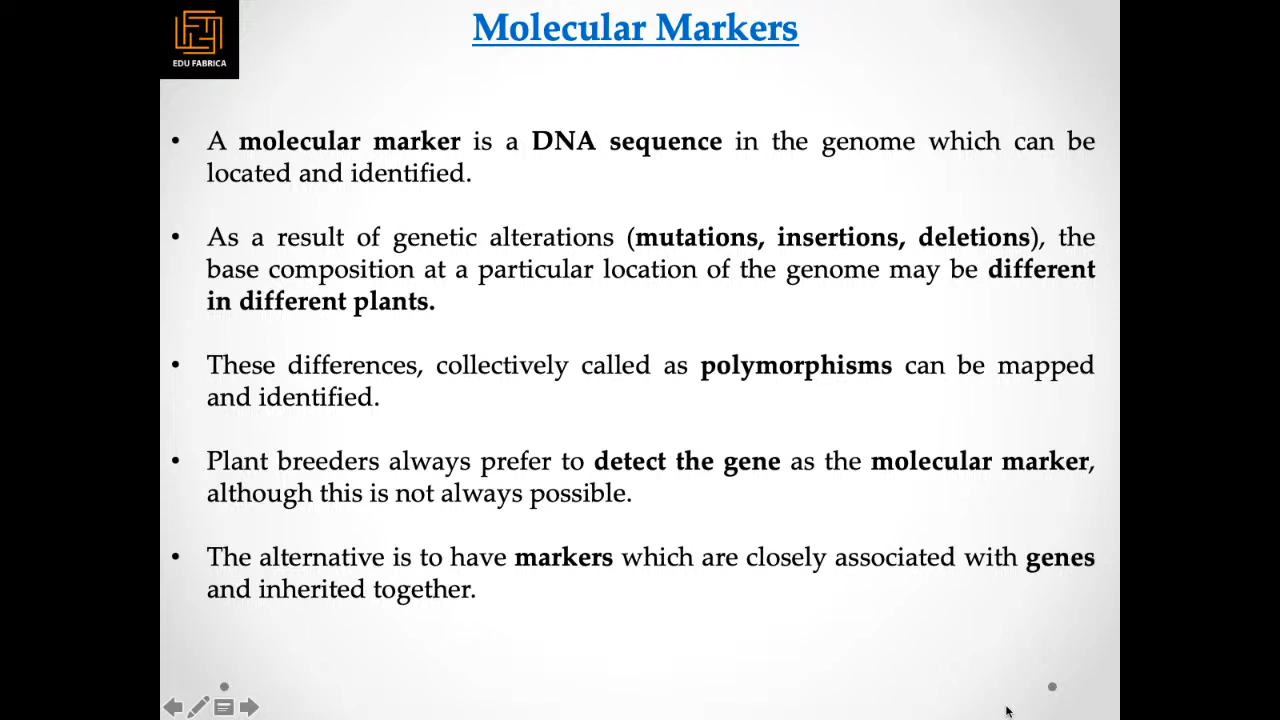 Molecular Markers
EDU FABRICA
• A molecular marker is a DNA sequence in the genome which can be
located and identified.
• As a result of genetic alterations (mutations, insertions, deletions), the
base composition at a particular location of the genome may be different
in different plants.
• These differences, collectively called as polymorphisms can be mapped
and identified.
• Plant breeders always prefer to detect the gene as the molecular marker,
although this is not always possible.
• The alternative is to have markers which are closely associated with genes
and inherited together.